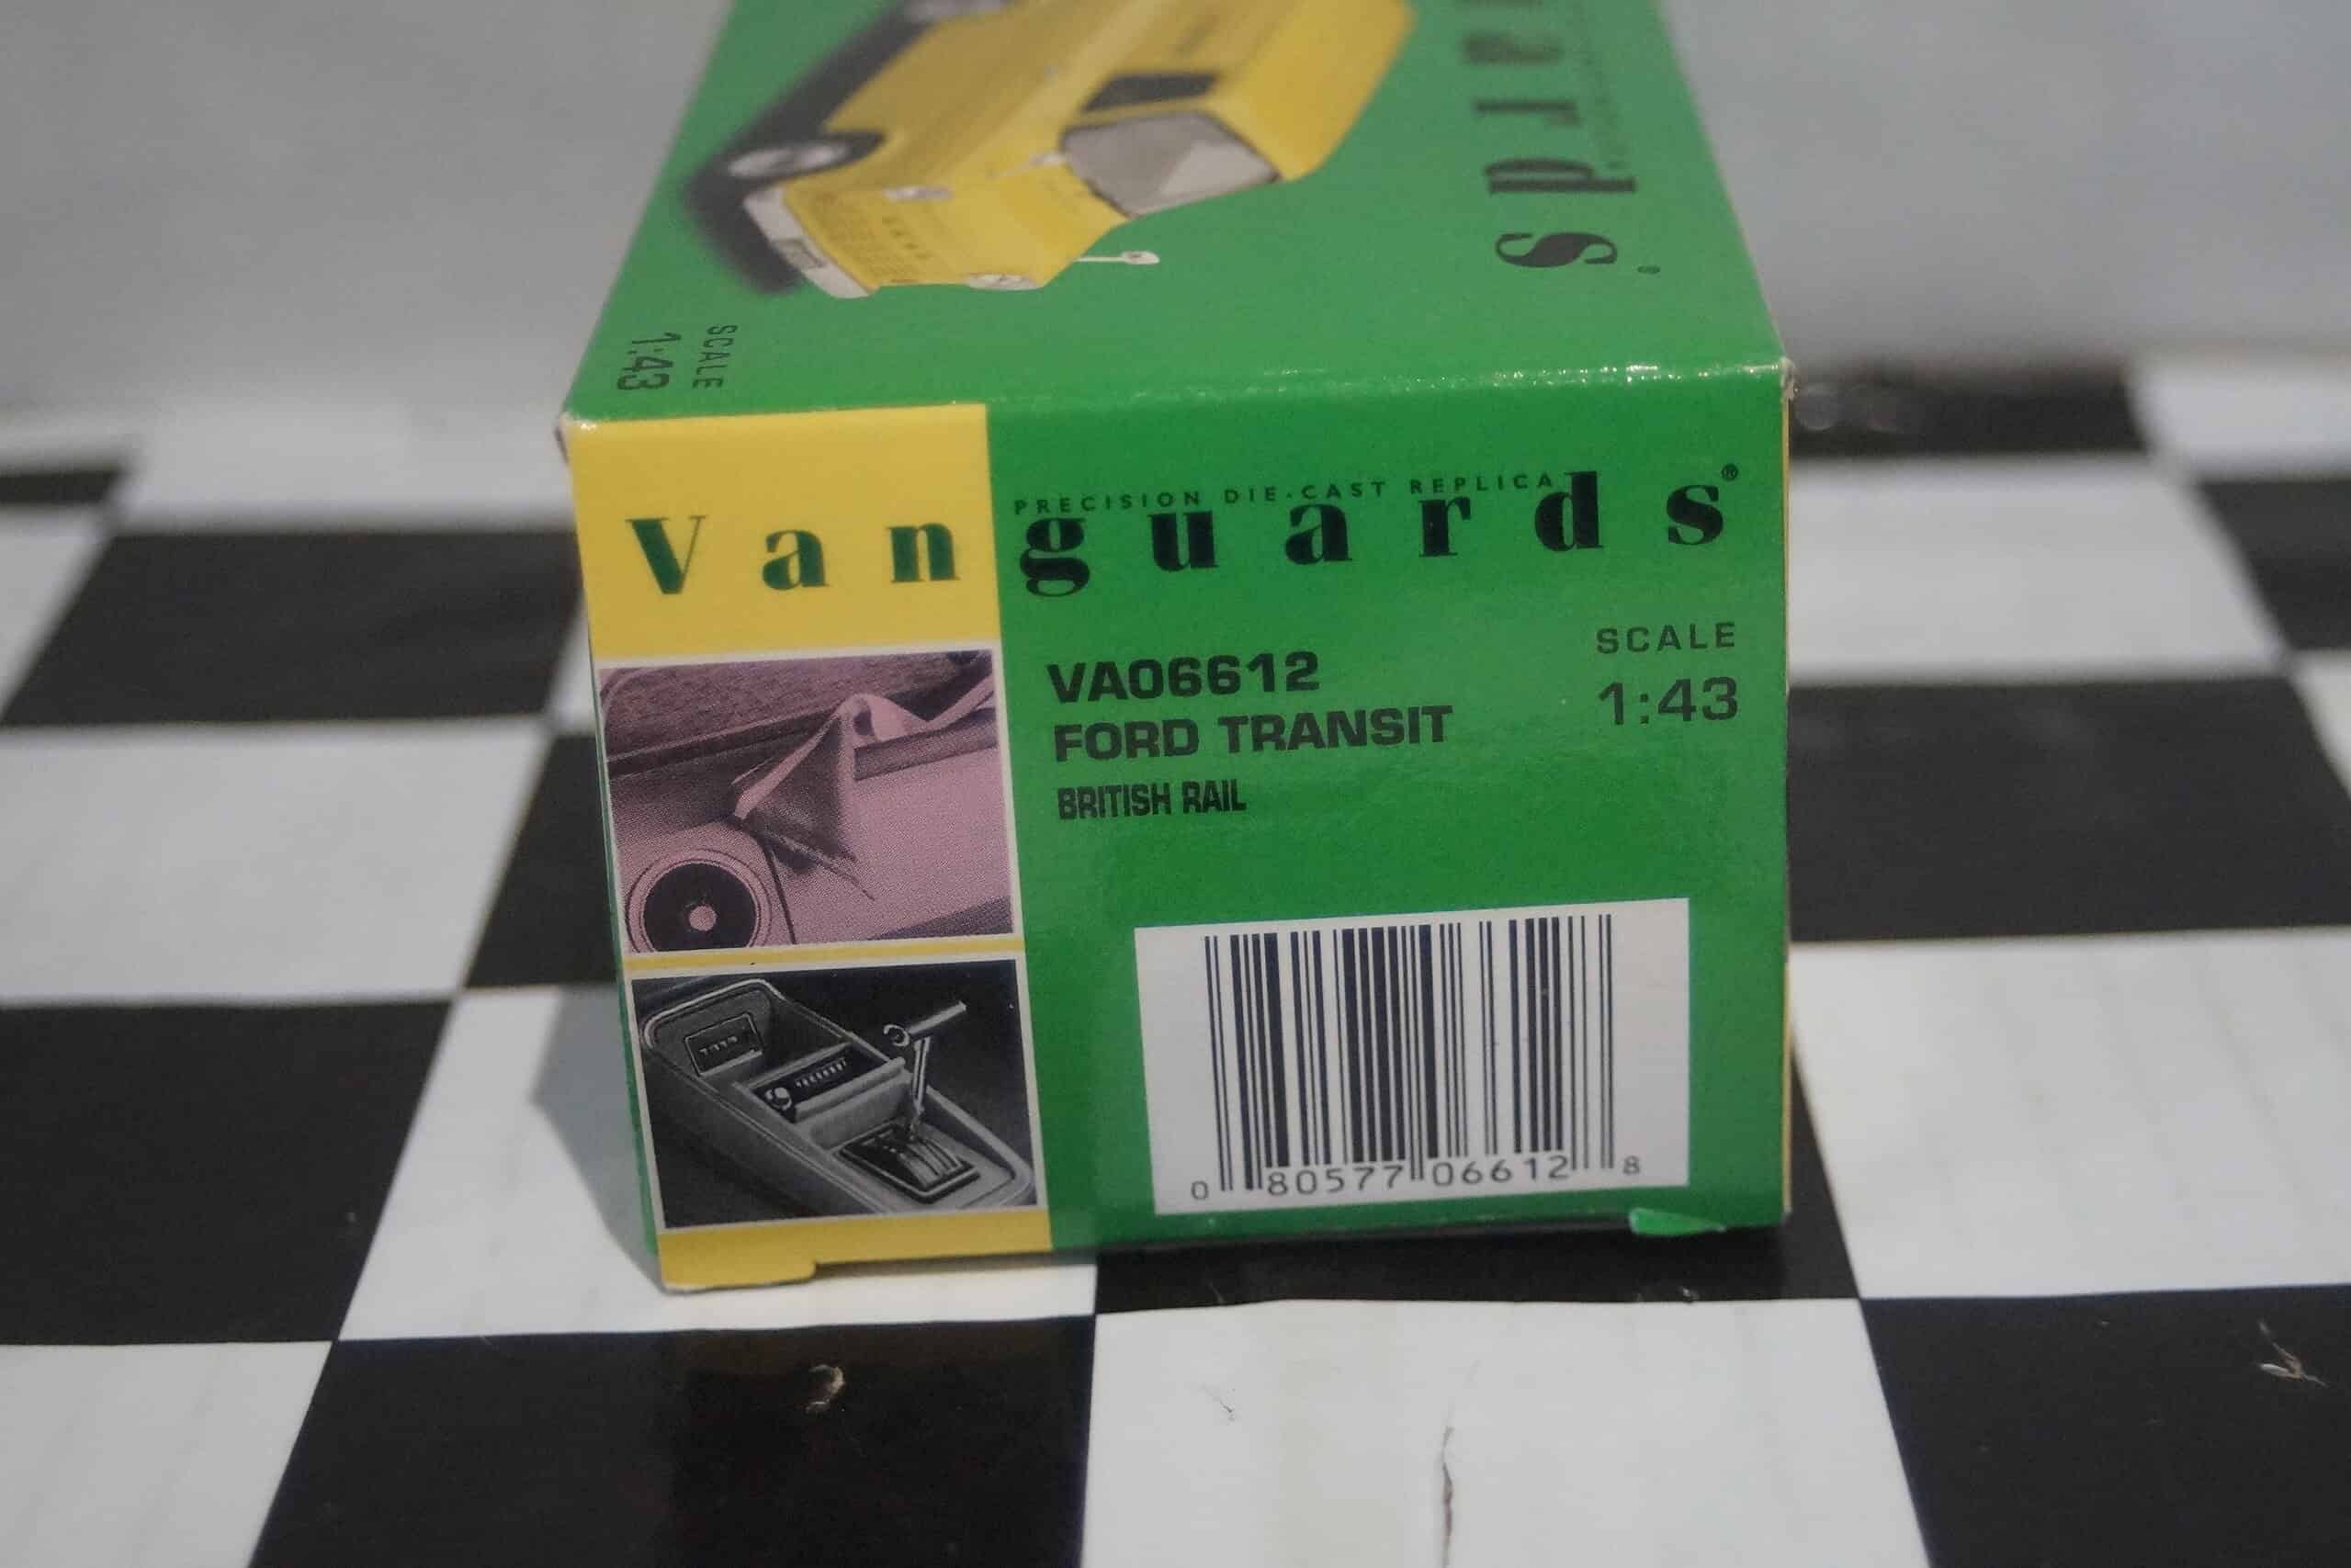 ards®
SCALE
1:43
PRECISION DIE-CAST REPLICA
Vanguards®
VA06612
FORD TRANSIT
BRITISH RAIL
SCALE
1:43
0 80577 06612 8